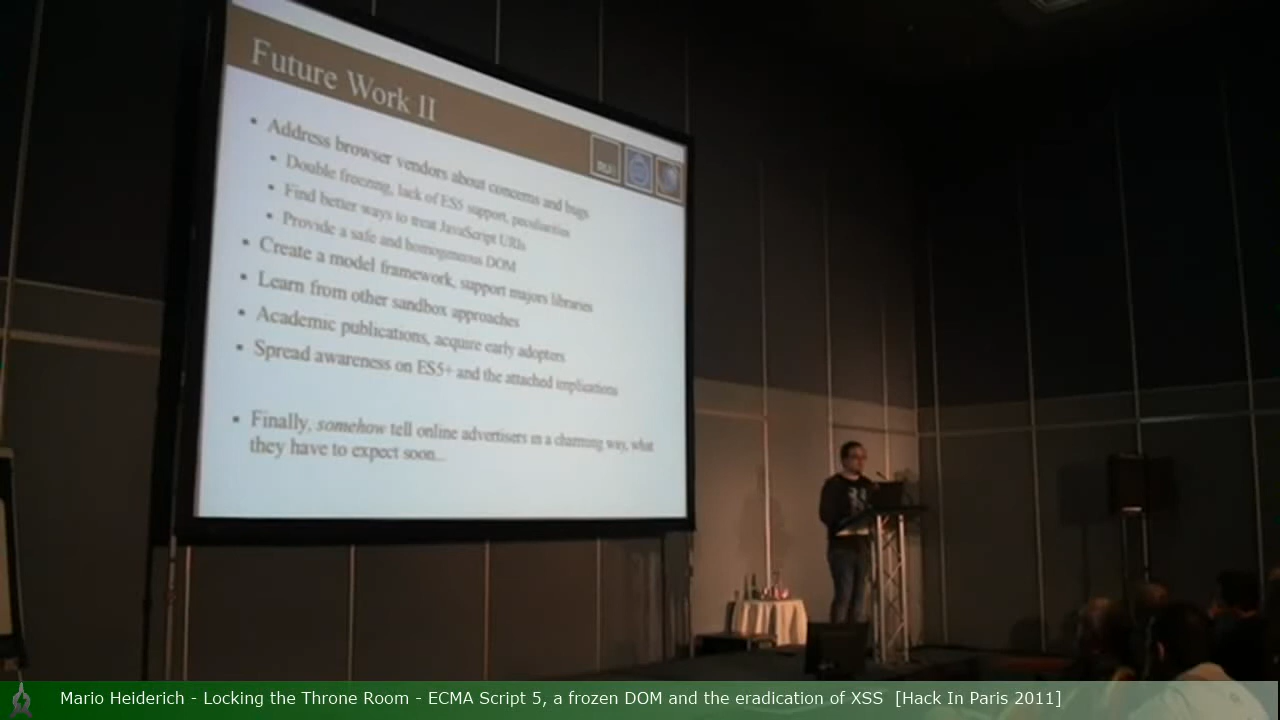 Future Work II
RUB
• Address browser vendors about concerns and bugs
• Double freezing, lack of ES5 support, peculiarities
• Find better ways to treat JavaScript URIs
• Provide a safe and homogeneous DOM
• Create a model framework, support majors libraries
• Learn from other sandbox approaches
• Academic publications, acquire early adopters
• Spread awareness on ES5+ and the attached implications
• Finally, somehow tell online advertisers in a charming way, what
they have to expect soon...
Mario Heiderich - Locking the Throne Room - ECMA Script 5, a frozen DOM and the eradication of XSS [Hack In Paris 2011]